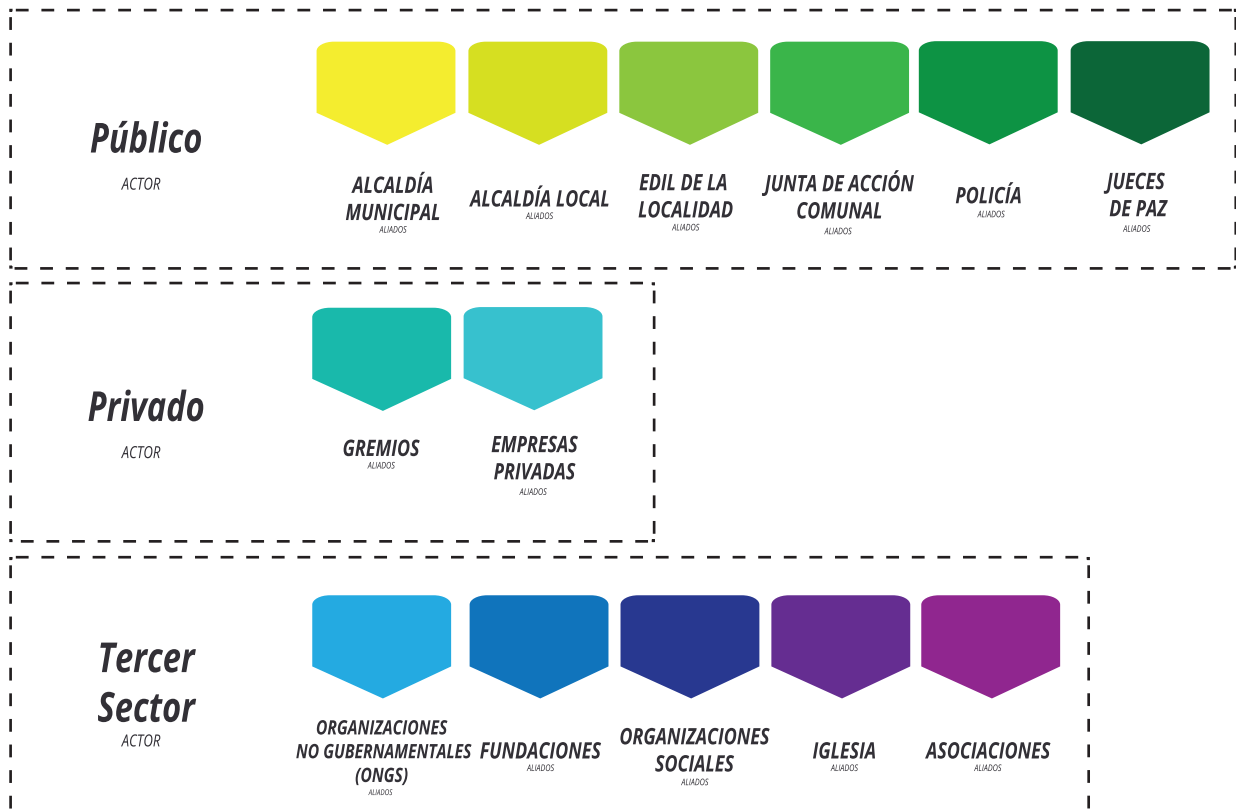 Público
ACTOR
ALCALDÍA
MUNICIPAL
ALIADOS
ALCALDÍA LOCAL
ALIADOS
EDIL DE LA
LOCALIDAD
ALIADOS
JUNTA DE ACCIÓN
COMUNAL
ALIADOS
POLICÍA
ALIADOS
JUECES
DE PAZ
ALIADOS
Privado
ACTOR
GREMIOS
ALIADOS
EMPRESAS
PRIVADAS
ALIADOS
Tercer
Sector
ACTOR
ORGANIZACIONES
NO GUBERNAMENTALES
(ONGS)
ALIADOS
FUNDACIONES
ALIADOS
ORGANIZACIONES
SOCIALES
ALIADOS
IGLESIA
ALIADOS
ASOCIACIONES
ALIADOS